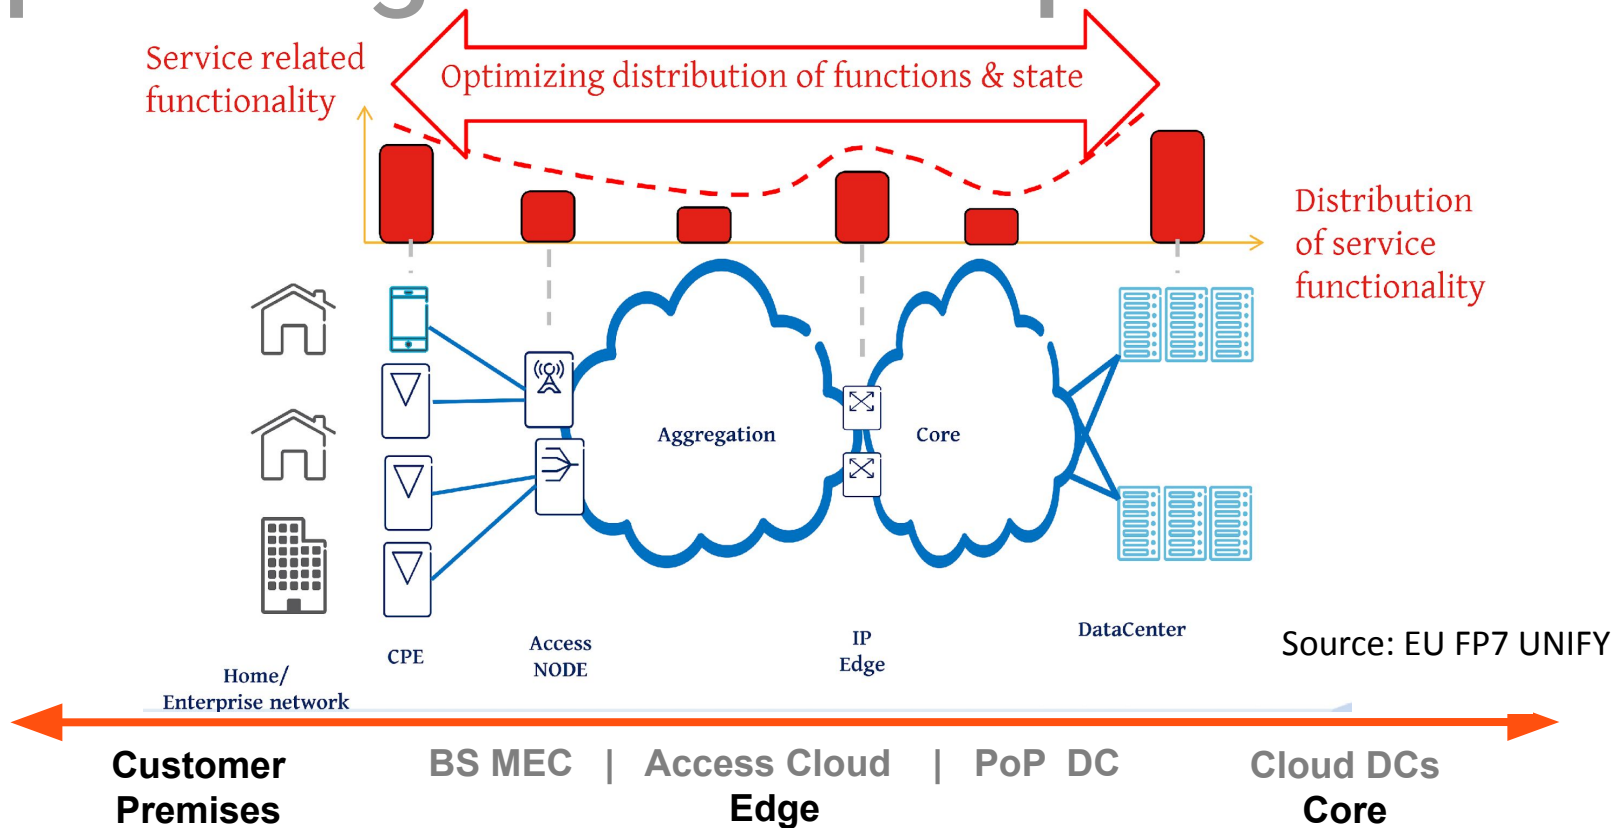 Service related
functionality
Optimizing distribution of functions & state
Distribution
of service
functionality
Aggregation
Core
Home/
Enterprise network
CPE
Access
NODE
IP
Edge
DataCenter
Source: EU FP7 UNIFY
Customer
Premises
BS MEC | Access Cloud | PoP DC
Edge
Cloud DCs
Core